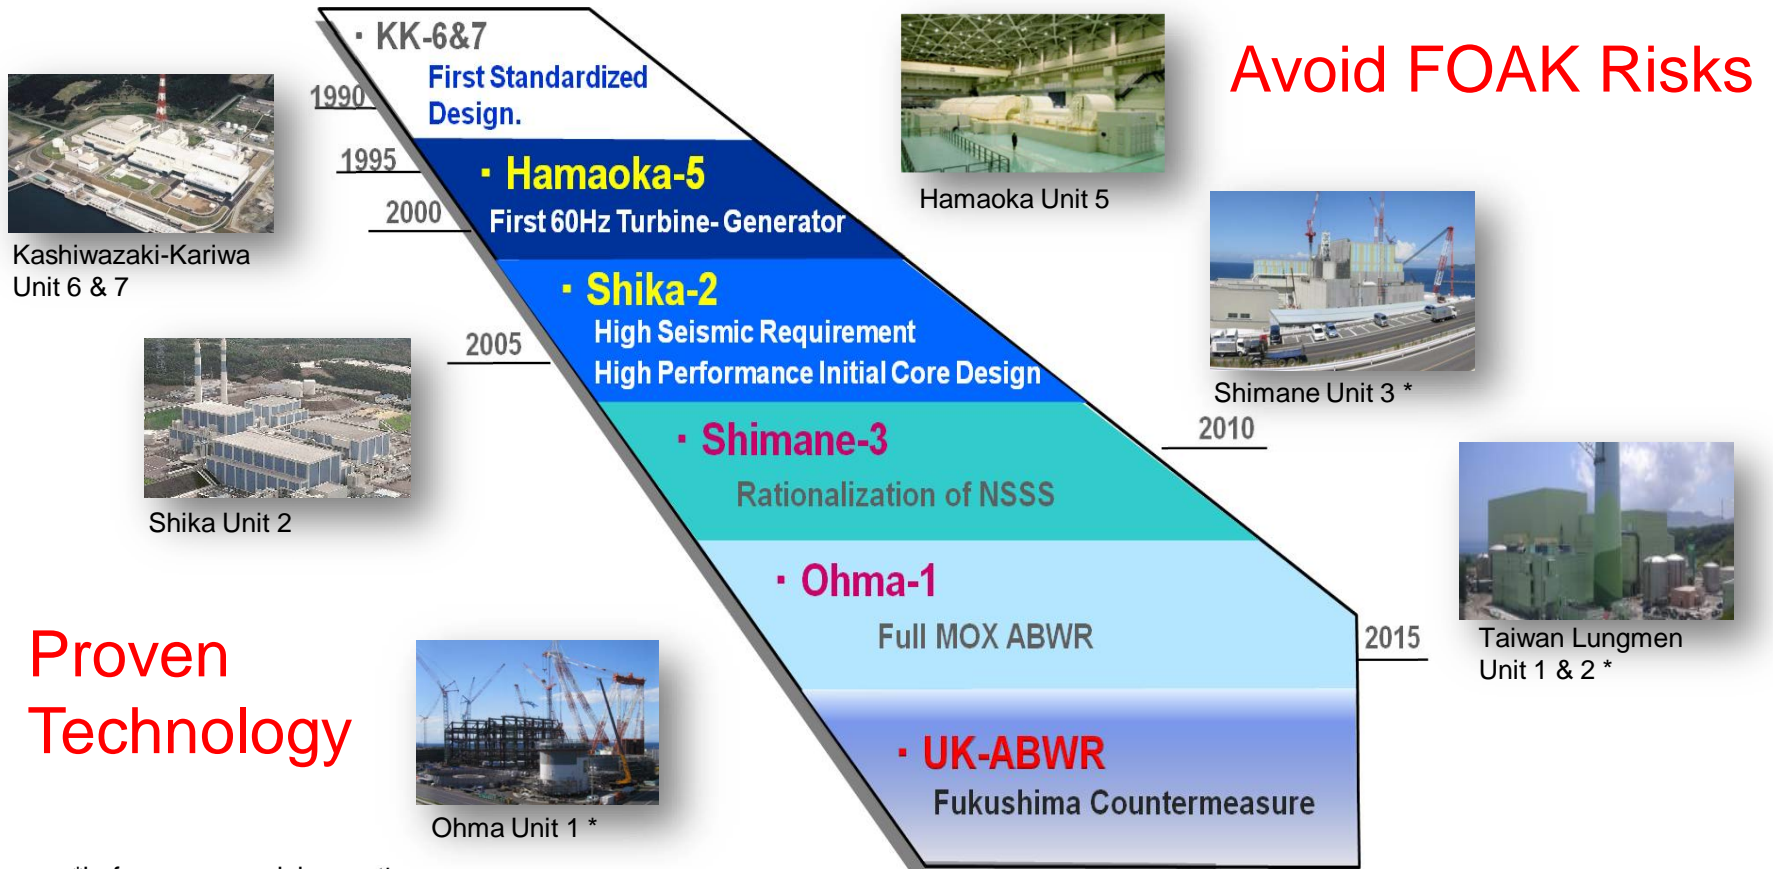 · KK-6&7
First Standardized
Design.
Avoid FOAK Risks
1990
1995
· Hamaoka-5
2000
First 60Hz Turbine-Generator
Hamaoka Unit 5
Kashiwazaki-Kariwa
Unit 6 & 7
· Shika-2
High Seismic Requirement
2005
High Performance Initial Core Design
Shimane Unit 3 *
· Shimane-3
2010
Rationalization of NSSS
Shika Unit 2
· Ohma-1
Full MOX ABWR
2015
Taiwan Lungmen
Unit 1 & 2 *
Proven
Technology
· UK-ABWR
Fukushima Countermeasure
Ohma Unit 1 *